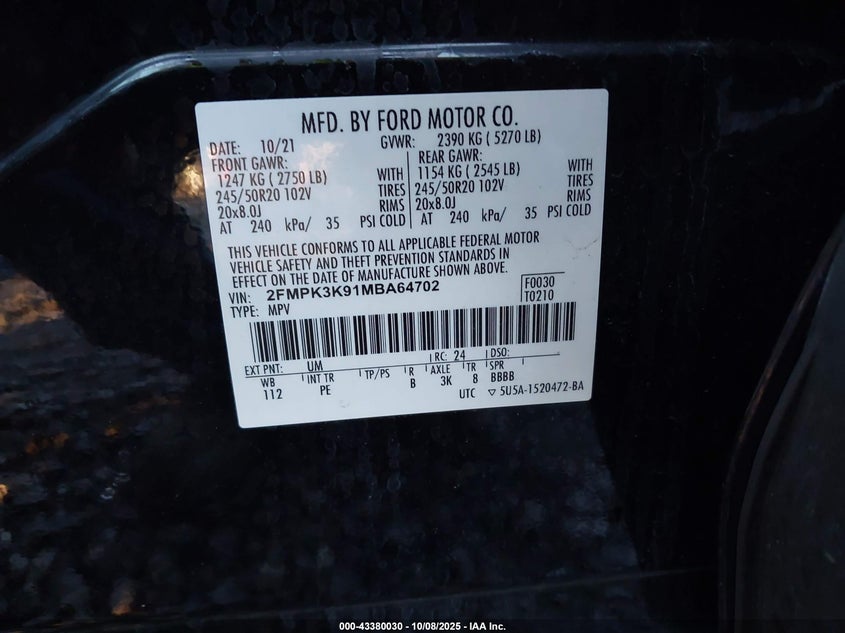 MFD. BY FORD MOTOR CO.
DATE: 10/21 GVWR: 2390 KG ( 5270 LB)
FRONT GAWR: REAR GAWR:
1247 KG ( 2750 LB) WITH 1154 KG ( 2545 LB) WITH
245/50R20 102V TIRES 245/50R20 102V TIRES
20x8.0J RIMS 20x8.0J RIMS
AT 240 kPa/ 35 PSI COLD AT 240 kPa/ 35 PSI COLD
THIS VEHICLE CONFORMS TO ALL APPLICABLE FEDERAL MOTOR
VEHICLE SAFETY AND THEFT PREVENTION STANDARDS IN
EFFECT ON THE DATE OF MANUFACTURE SHOWN ABOVE.
VIN: 2FMPK3K91MBA64702 F0030
TYPE: MPV T0210
EXT PNT: UM RC: 24 DSO:
WB INT TR TP/PS R AXLE TR SPR
112 PE B 3K 8 BBBB
UTC ▽ 5U5A-1520472-BA
000-43380030 - 10/08/2025 - IAA Inc.